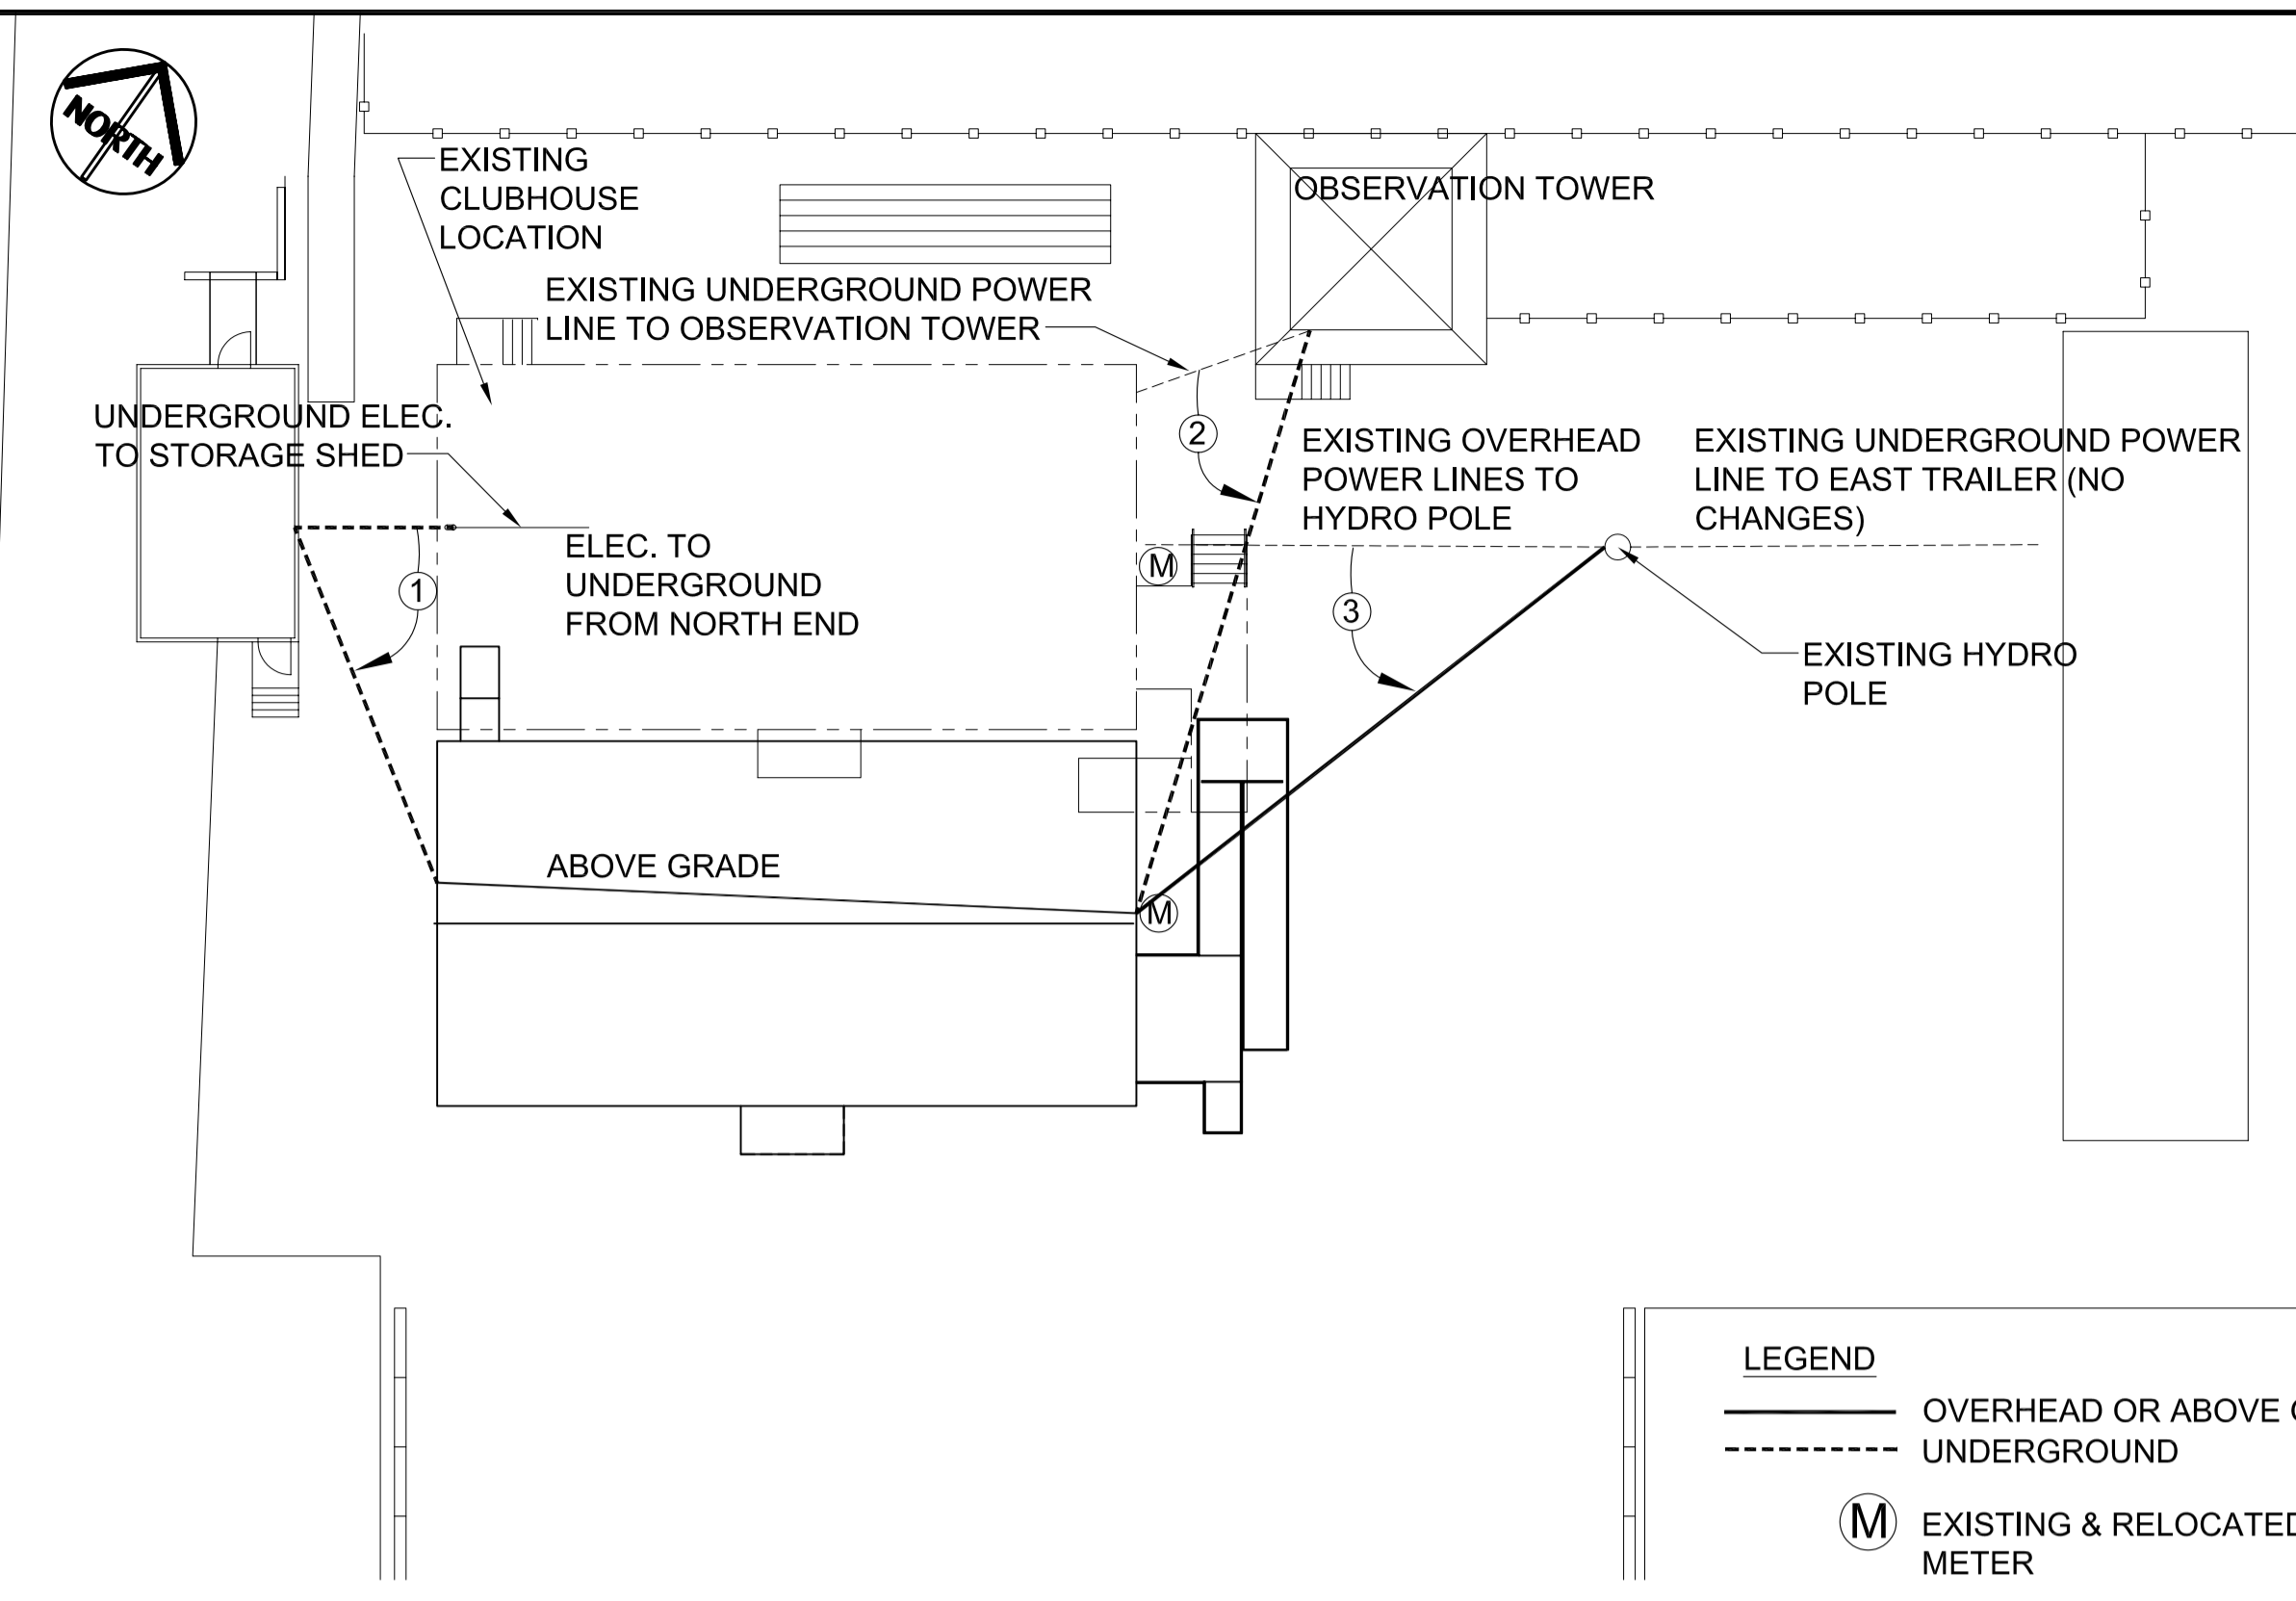 NORTH
EXISTING
CLUBHOUSE
LOCATION
OBSERVATION TOWER
EXISTING UNDERGROUND POWER
LINE TO OBSERVATION TOWER
UNDERGROUND ELEC.
TO STORAGE SHED
2
EXISTING OVERHEAD
POWER LINES TO
HYDRO POLE
EXISTING UNDERGROUND POWER
LINE TO EAST TRAILER (NO
CHANGES)
ELEC. TO
UNDERGROUND
FROM NORTH END
M
1
3
EXISTING HYDRO
POLE
ABOVE GRADE
M
LEGEND
OVERHEAD OR ABOVE
UNDERGROUND
M
EXISTING & RELOCATED
METER